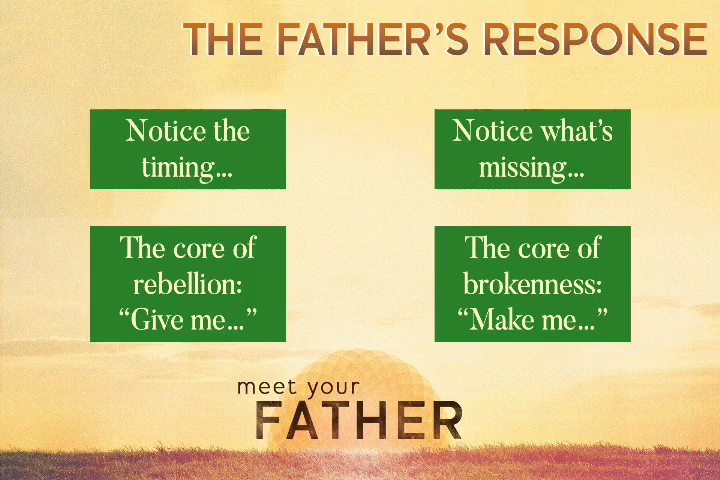 THE FATHER’S RESPONSE
Notice the
timing...
Notice what’s
missing...
The core of
rebellion:
“Give me...”
The core of
brokenness:
“Make me...”
meet your
FATHER